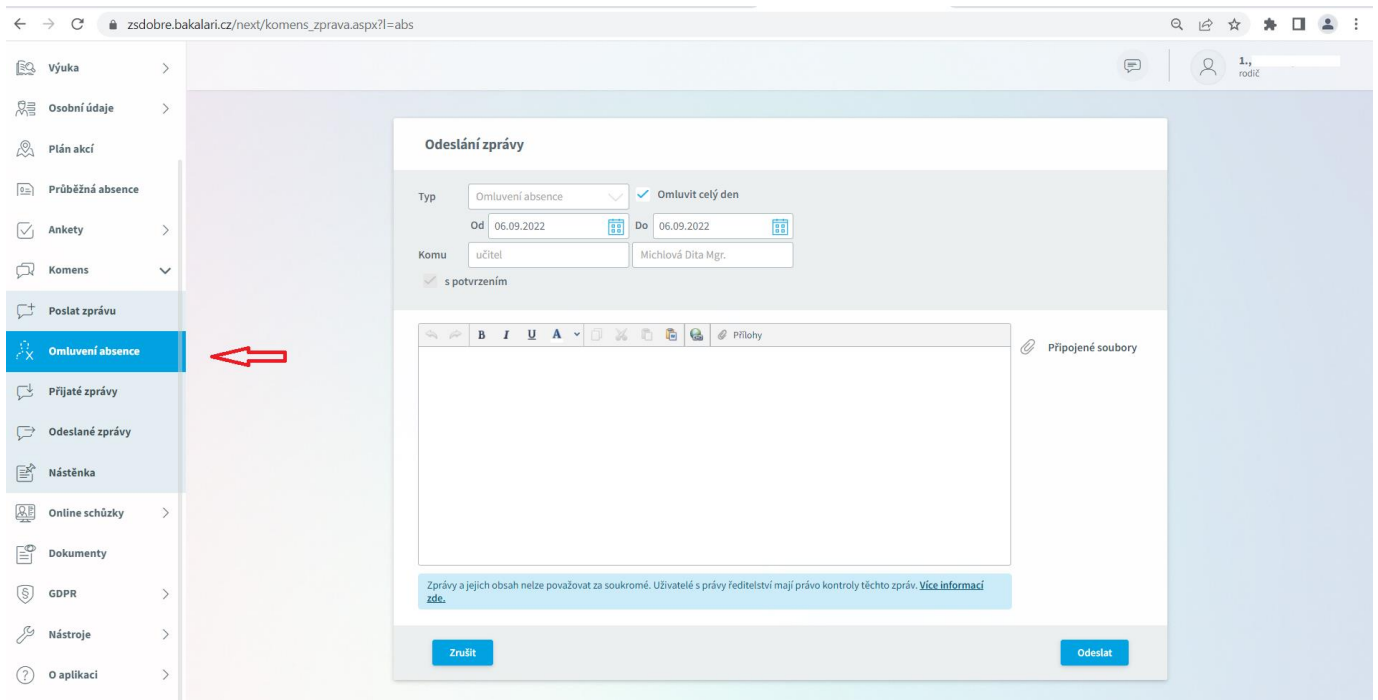 zsdobre.bakalari.cz/next/komens_zprava.aspx?l=abs
1.,
rodič
Výuka
Osobní údaje
Plán akcí
Průběžná absence
Ankety
Komens
Poslat zprávu
Omluvení absence
Přijaté zprávy
Odeslané zprávy
Nástěnka
Online schůzky
Dokumenty
GDPR
Nástroje
O aplikaci
Odeslání zprávy
Typ Omluvení absence Omluvit celý den
Od 06.09.2022 Do 06.09.2022
Komu učitel Michlová Dita Mgr.
s potvrzením
B I U A Přílohy
Připojené soubory
Zprávy a jejich obsah nelze považovat za soukromé. Uživatelé s právy ředitelství mají právo kontroly těchto zpráv. Více informací
zde.
Zrušit Odeslat